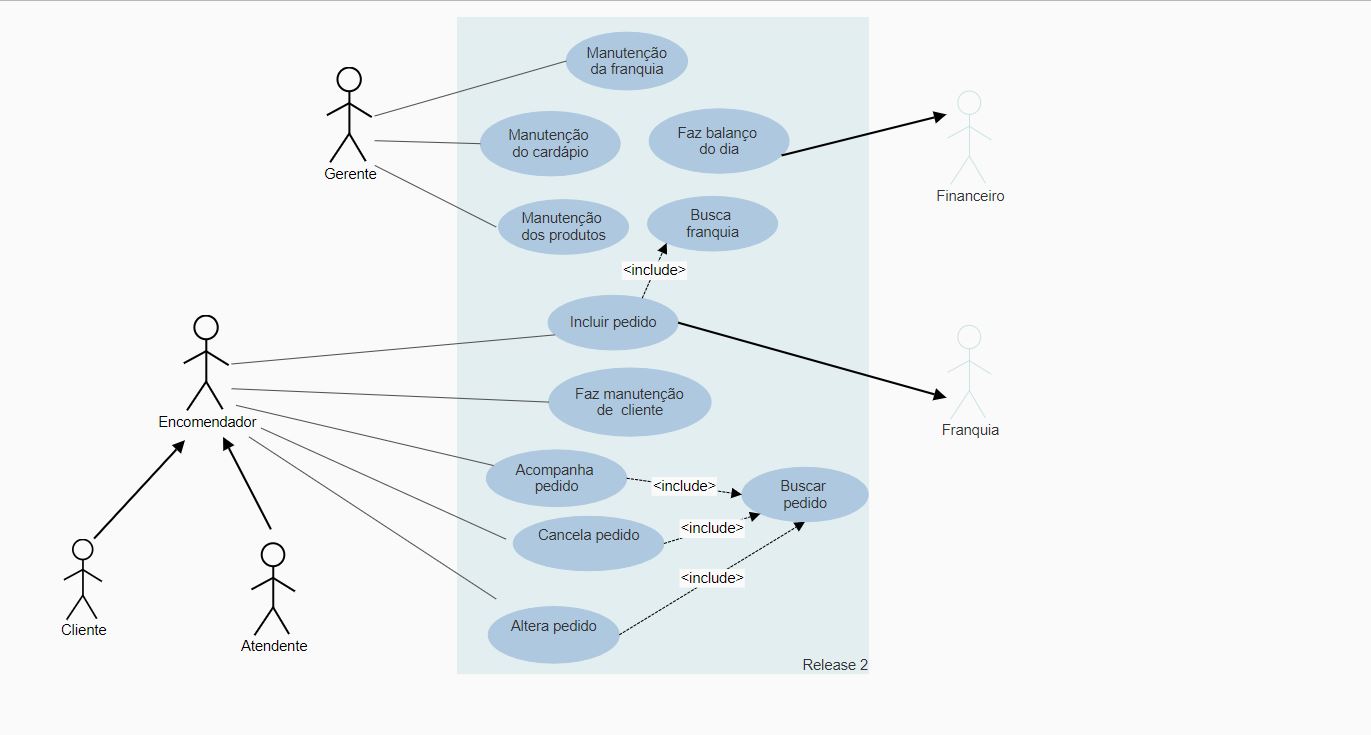 Manutenção
da franquia
Gerente
Manutenção
do cardápio
Faz balanço
do dia
Financeiro
Manutenção
dos produtos
Busca
franquia
<include>
Incluir pedido
Encomendador
Faz manutenção
de cliente
Franquia
Acompanha
pedido
<include>
Buscar
pedido
Cancela pedido
<include>
<include>
Altera pedido
Cliente
Atendente
Release 2